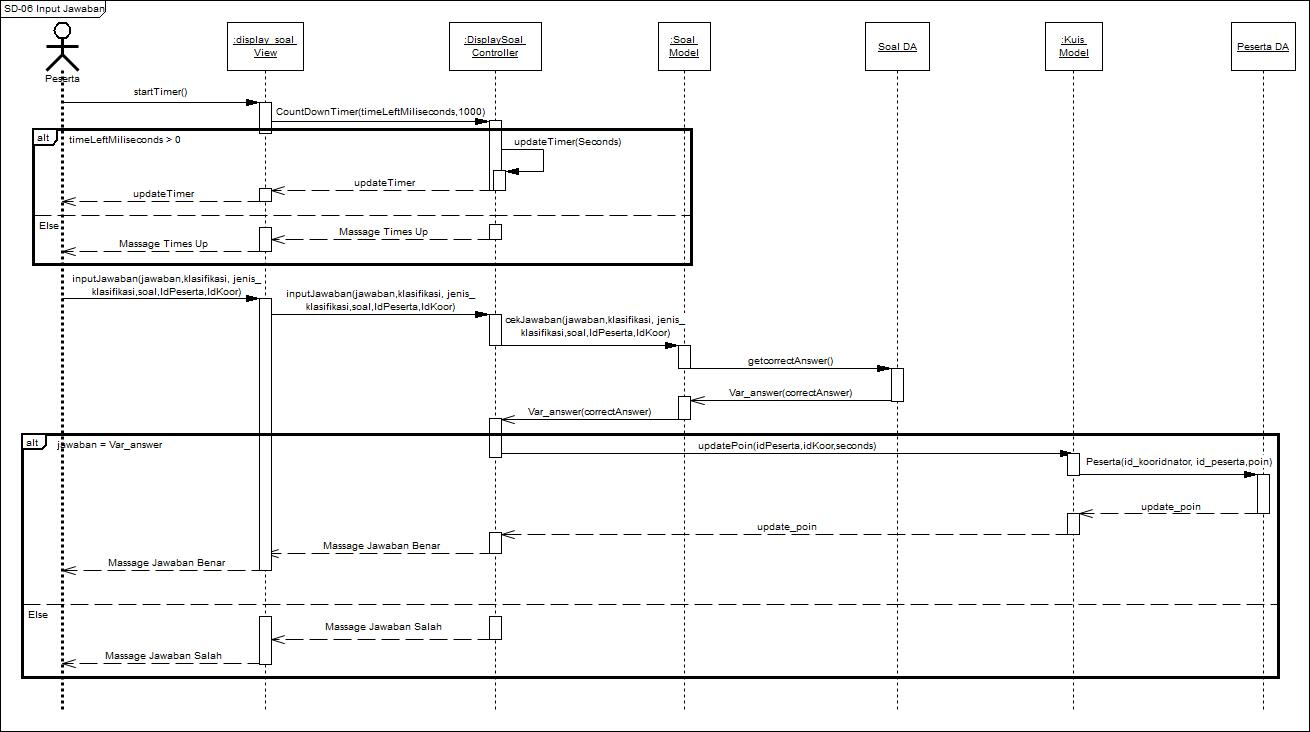 SD-06 Input Jawaban
Peserta
:display_soal
View
:DisplaySoal
Controller
:Soal
Model
Soal DA
:Kuis
Model
Peserta DA
startTimer()
CountDownTimer(timeLeftMiliseconds,1000)
alt
timeLeftMiliseconds > 0
updateTimer(Seconds)
updateTimer
updateTimer
Else
Massage Times Up
Massage Times Up
inputJawaban(jawaban,klasifikasi, jenis_
klasifikasi,soal,IdPeserta,IdKoor)
inputJawaban(jawaban,klasifikasi, jenis_
klasifikasi,soal,IdPeserta,IdKoor)
cekJawaban(jawaban,klasifikasi, jenis_
klasifikasi,soal,IdPeserta,IdKoor)
getcorrectAnswer()
Var_answer(correctAnswer)
Var_answer(correctAnswer)
alt
jawaban = Var_answer
updatePoin(idPeserta,idKoor,seconds)
Peserta(id_kooridnator, id_peserta,poin)
update_poin
update_poin
Massage Jawaban Benar
Massage Jawaban Benar
Else
Massage Jawaban Salah
Massage Jawaban Salah